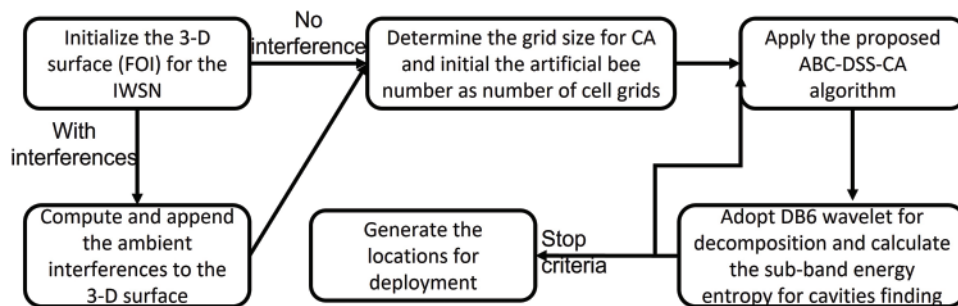 Initialize the 3-D
surface (FOI) for the
IWSN
No
interference
Determine the grid size for CA
and initial the artificial bee
number as number of cell grids
Apply the proposed
ABC-DSS-CA
algorithm
With
interferences
Compute and append
the ambient
interferences to the
3-D surface
Generate the
locations for
deployment
Stop
criteria
Adopt DB6 wavelet for
decomposition and calculate
the sub-band energy
entropy for cavities finding